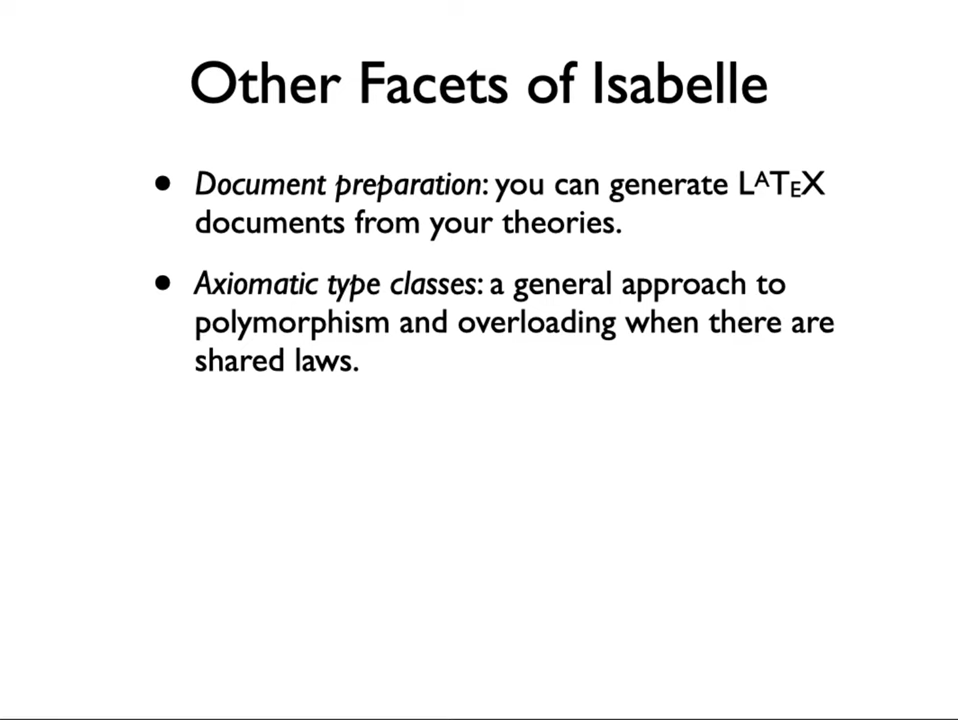 Other Facets of Isabelle
• Document preparation: you can generate LATEX
documents from your theories.
• Axiomatic type classes: a general approach to
polymorphism and overloading when there are
shared laws.